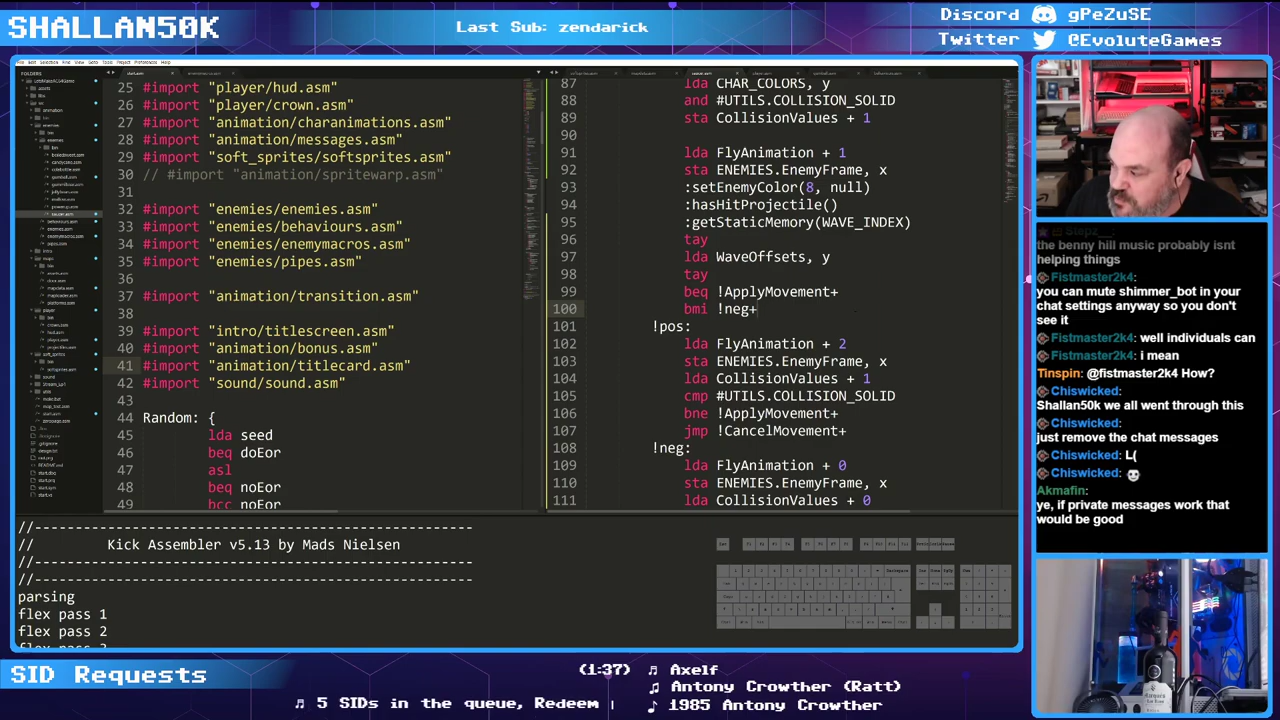 SHALLAN50K
Last Sub: zendarick
Discord gPeZuSE
Twitter @EvoluteGames
FOLDERS
25 #import "player/hud.asm"
26 #import "player/crown.asm"
27 #import "animation/charanimations.asm"
28 #import "animation/messages.asm"
29 #import "soft_sprites/softsprites.asm"
30 // #import "animation/spritewarp.asm"
31
32 #import "enemies/enemies.asm"
33 #import "enemies/behaviours.asm"
34 #import "enemies/enemymacros.asm"
35 #import "enemies/pipes.asm"
36
37 #import "animation/transition.asm"
38
39 #import "intro/titlescreen.asm"
40 #import "animation/bonus.asm"
41 #import "animation/titlecard.asm"
42 #import "sound/sound.asm"
43
44 Random: {
45 lda seed
46 beq doEor
47 asl
48 beq noEor
49 bcc noEor
87 lda CHAR_COLORS, y
88 and #UTILS.COLLISION_SOLID
89 sta CollisionValues + 1
90
91 lda FlyAnimation + 1
92 sta ENEMIES.EnemyFrame, x
93 :setEnemyColor(8, null)
94 :hasHitProjectile()
95 :getStaticMemory(WAVE_INDEX)
96 tay
97 lda WaveOffsets, y
98 tay
99 beq !ApplyMovement+
100 bmi !neg+
101 !pos:
102 lda FlyAnimation + 2
103 sta ENEMIES.EnemyFrame, x
104 lda CollisionValues + 1
105 cmp #UTILS.COLLISION_SOLID
106 bne !ApplyMovement+
107 jmp !CancelMovement+
108 !neg:
109 lda FlyAnimation + 0
110 sta ENEMIES.EnemyFrame, x
111 lda CollisionValues + 0
//------------------------------------------------------
// Kick Assembler v5.13 by Mads Nielsen
//------------------------------------------------------
//------------------------------------------------------
parsing
flex pass 1
flex pass 2
Stepz__:
the benny hill music probably isnt
helping things
Fistmaster2k4:
you can mute shimmer_bot in your
chat settings anyway so you don't
see it
Fistmaster2k4: well individuals can
Fistmaster2k4: i mean
Tinspin: @fistmaster2k4 How?
Chiswicked:
Shallan50k we all went through this
Chiswicked:
just remove the chat messages
Chiswicked: L(
Chiswicked:
Akmafin:
ye, if private messages work that
would be good
SID Requests
♬ 5 SIDs in the queue, Redeem
(1:37) ♬ Axelf
♫ Antony Crowther (Ratt)
♪ 1985 Antony Crowther